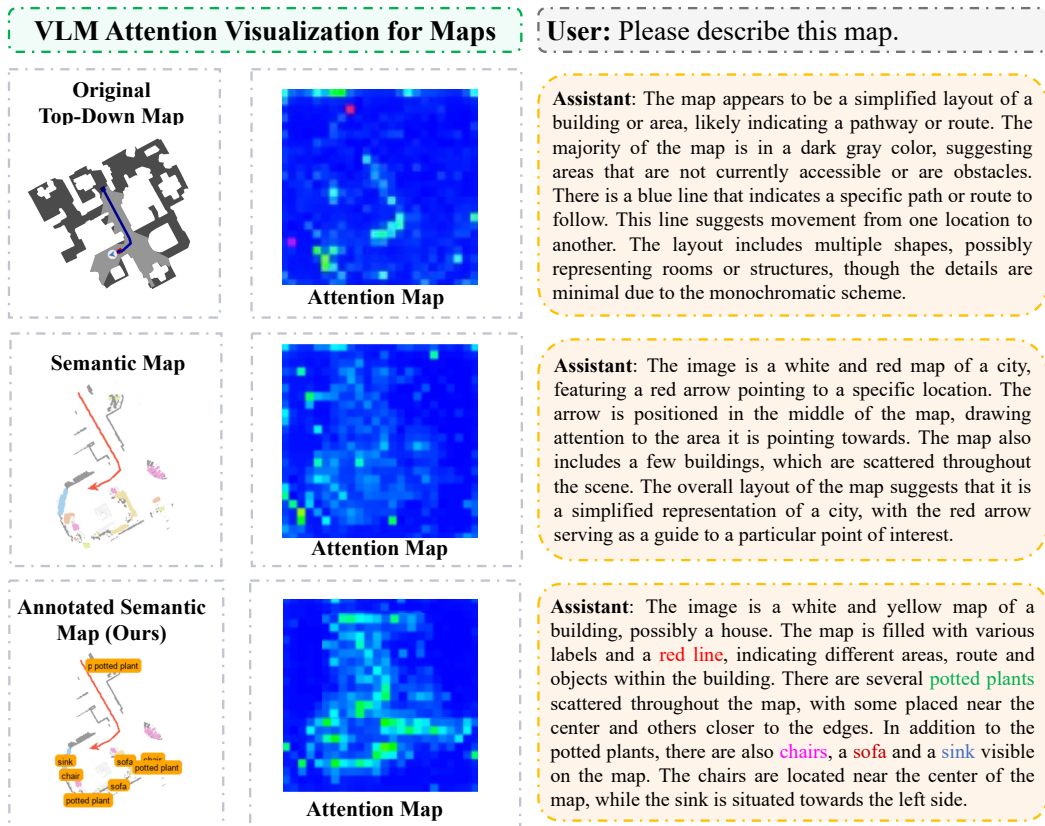 VLM Attention Visualization for Maps
User: Please describe this map.
Original
Top-Down Map
Attention Map
Assistant: The map appears to be a simplified layout of a
building or area, likely indicating a pathway or route. The
majority of the map is in a dark gray color, suggesting
areas that are not currently accessible or are obstacles.
There is a blue line that indicates a specific path or route to
follow. This line suggests movement from one location to
another. The layout includes multiple shapes, possibly
representing rooms or structures, though the details are
minimal due to the monochromatic scheme.
Semantic Map
Attention Map
Assistant: The image is a white and red map of a city,
featuring a red arrow pointing to a specific location. The
arrow is positioned in the middle of the map, drawing
attention to the area it is pointing towards. The map also
includes a few buildings, which are scattered throughout
the scene. The overall layout of the map suggests that it is
a simplified representation of a city, with the red arrow
serving as a guide to a particular point of interest.
Annotated Semantic
Map (Ours)
p potted plant
sink
sofa
chair
potted plant
sofa
potted plant
Attention Map
Assistant: The image is a white and yellow map of a
building, possibly a house. The map is filled with various
labels and a red line, indicating different areas, route and
objects within the building. There are several potted plants
scattered throughout the map, with some placed near the
center and others closer to the edges. In addition to the
potted plants, there are also chairs, a sofa and a sink visible
on the map. The chairs are located near the center of the
map, while the sink is situated towards the left side.